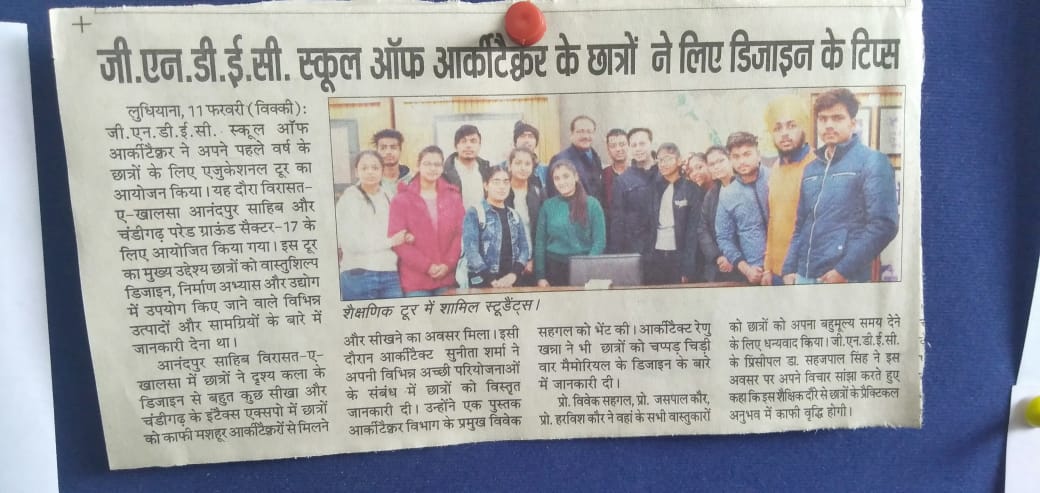 जी.एन.डी.ई.सी. स्कूल ऑफ आर्कीटैक्चर के छात्रों ने लिए डिजाइन के टिप्स
लुधियाना, 11 फरवरी (विक्की):
जी.एन.डी.ई.सी. स्कूल ऑफ
आर्कीटैक्चर ने अपने पहले वर्ष के
छात्रों के लिए एजुकेशनल टूर का
आयोजन किया। यह दौरा विरासत-
ए-खालसा आनंदपुर साहिब और
चंडीगढ़ परेड ग्राऊंड सैक्टर-17 के
लिए आयोजित किया गया। इस टूर
का मुख्य उद्देश्य छात्रों को वास्तुशिल्प
डिजाइन, निर्माण अभ्यास और उद्योग
में उपयोग किए जाने वाले विभिन्न
उत्पादों और सामग्रियों के बारे में
जानकारी देना था।
आनंदपुर साहिब विरासत-ए-
खालसा में छात्रों ने दृश्य कला के
डिजाइन से बहुत कुछ सीखा और
चंडीगढ़ के इंटैक्स एक्सपो में छात्रों
को काफी मशहूर आर्कीटैक्चरों से मिलने
शैक्षणिक टूर में शामिल स्टूडैंट्स।
और सीखने का अवसर मिला। इसी
दौरान आर्कीटैक्ट सुनीता शर्मा ने
अपनी विभिन्न अच्छी परियोजनाओं
के संबंध में छात्रों को विस्तृत
जानकारी दी। उन्होंने एक पुस्तक
आर्कीटैक्चर विभाग के प्रमुख विवेक
सहगल को भेंट की। आर्कीटैक्ट रेणु
खन्ना ने भी छात्रों को चप्पड़ चिड़ी
वार मैमोरियल के डिजाइन के बारे
में जानकारी दी।
प्रो. विवेक सहगल, प्रो. जसपाल कौर,
प्रो. हरविश कौर ने वहां के सभी वास्तुकारों
को छात्रों को अपना बहुमूल्य समय देने
के लिए धन्यवाद किया। जी.एन.डी.ई.सी.
के प्रिंसीपल डा. सहजपाल सिंह ने इस
अवसर पर अपने विचार सांझा करते हुए
कहा कि इस शैक्षिक दौरे से छात्रों के प्रैक्टिकल
अनुभव में काफी वृद्धि होगी।